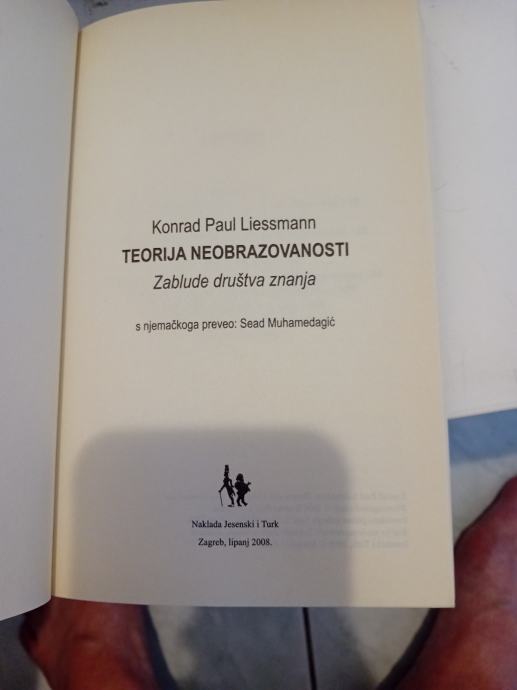 Konrad Paul Liessmann
TEORIJA NEOBRAZOVANOSTI
Zablude društva znanja
s njemačkoga preveo: Sead Muhamedagić
Naklada Jesenski i Turk
Zagreb, lipanj 2008.